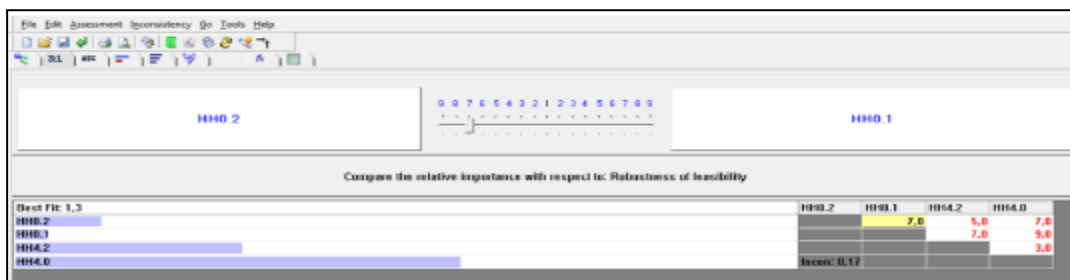 File Edit Assessment Inconsistency Go Tools Help
3:1 ABC
HH0.2
9 8 7 6 5 4 3 2 1 2 3 4 5 6 7 8 9
HH0.1
Compare the relative importance with respect to: Robustness of feasibility
Best Fit: 1,3 HH0.2 HH0.1 HH4.2 HH4.0
HH0.2 7,0 5,0 7,0
HH0.1 7,0 9,0
HH4.2 3,0
HH4.0 Incon: 0,17